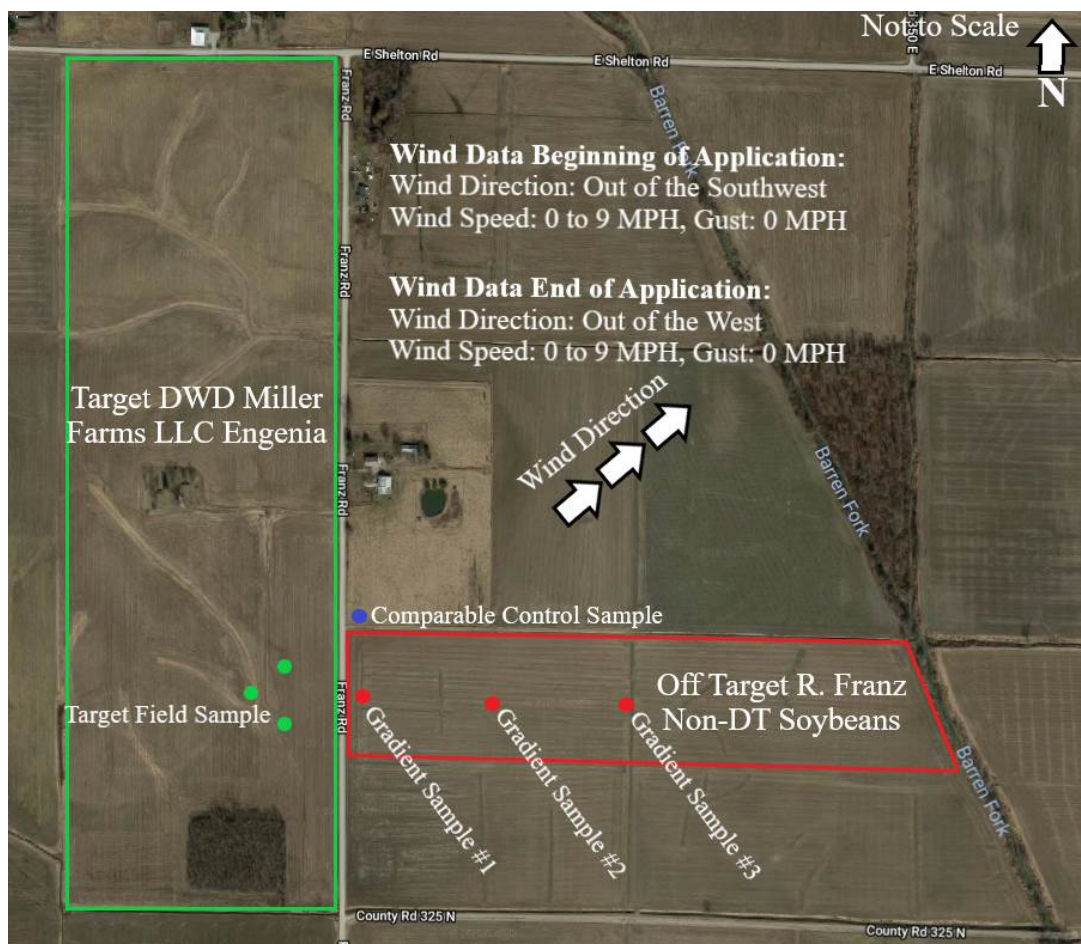 Not to Scale
N
E Shelton Rd
E Shelton Rd
350 E
E Shelton Rd
Franz Rd
Barren Fork
Wind Data Beginning of Application:
Wind Direction: Out of the Southwest
Wind Speed: 0 to 9 MPH, Gust: 0 MPH
Franz Rd
Wind Data End of Application:
Wind Direction: Out of the West
Wind Speed: 0 to 9 MPH, Gust: 0 MPH
Target DWD Miller
Farms LLC Engenia
Wind Direction
Franz Rd
Barren Fork
Comparable Control Sample
Target Field Sample
Franz Rd
Off Target R. Franz
Non-DT Soybeans
Gradient Sample #1
Gradient Sample #2
Gradient Sample #3
Barren Fork
County Rd 325 N
County Rd 325 N